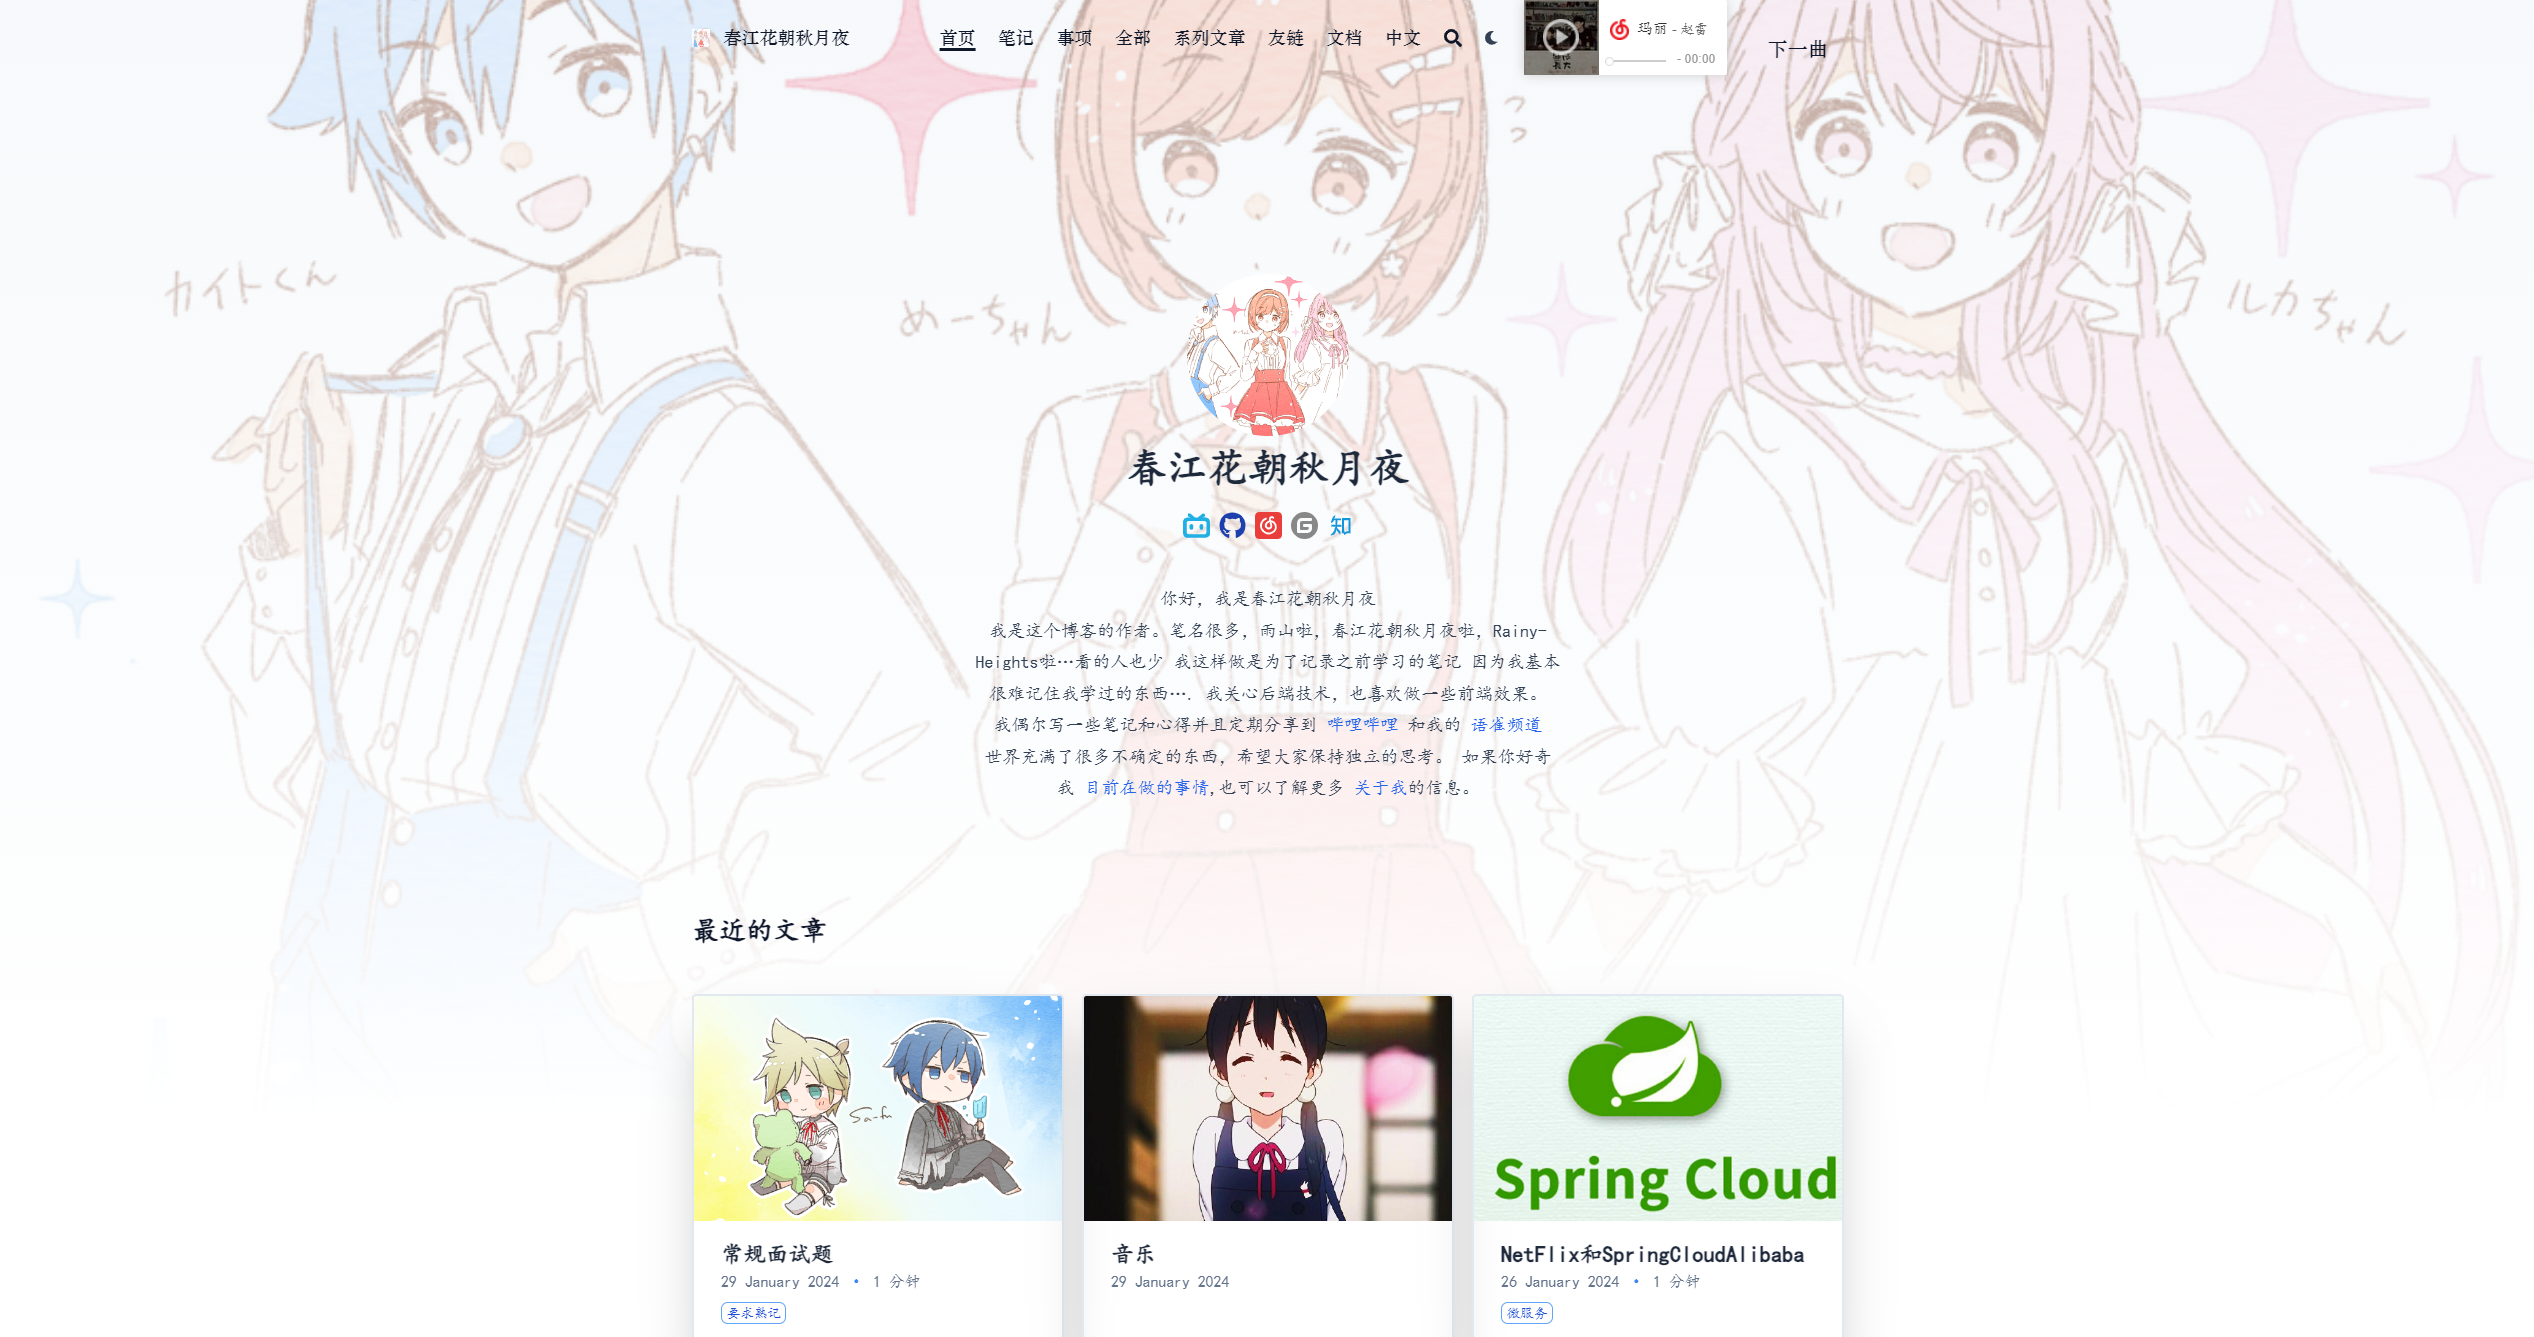 春江花朝秋月夜
首页 笔记 事项 全部 系列文章 友链 文档 中文
玛丽 - 赵雷
- 00:00
下一曲
カイトくん
めーちゃん
ルカちゃん
春江花朝秋月夜
知
你好，我是春江花朝秋月夜
我是这个博客的作者。笔名很多，雨山啦，春江花朝秋月夜啦，Rainy-
Heights啦…看的人也少 我这样做是为了记录之前学习的笔记 因为我基本
很难记住我学过的东西…. 我关心后端技术，也喜欢做一些前端效果。
我偶尔写一些笔记和心得并且定期分享到 哔哩哔哩 和我的 语雀频道
世界充满了很多不确定的东西，希望大家保持独立的思考。 如果你好奇
我 目前在做的事情,也可以了解更多 关于我的信息。
最近的文章
Sa-fu
Spring Cloud
常规面试题
29 January 2024 · 1 分钟
要求熟记
音乐
29 January 2024
NetFlix和SpringCloudAlibaba
26 January 2024 · 1 分钟
微服务